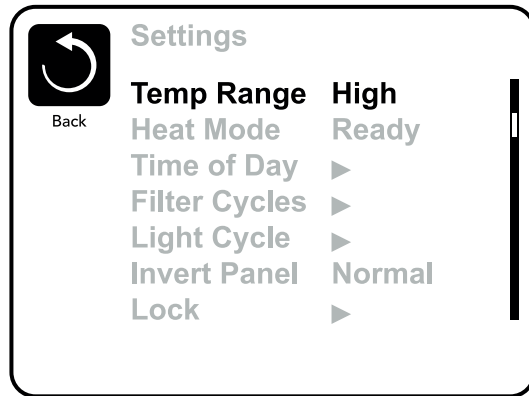 Settings
Back
Temp Range High
Heat Mode Ready
Time of Day ▶
Filter Cycles ▶
Light Cycle ▶
Invert Panel Normal
Lock ▶